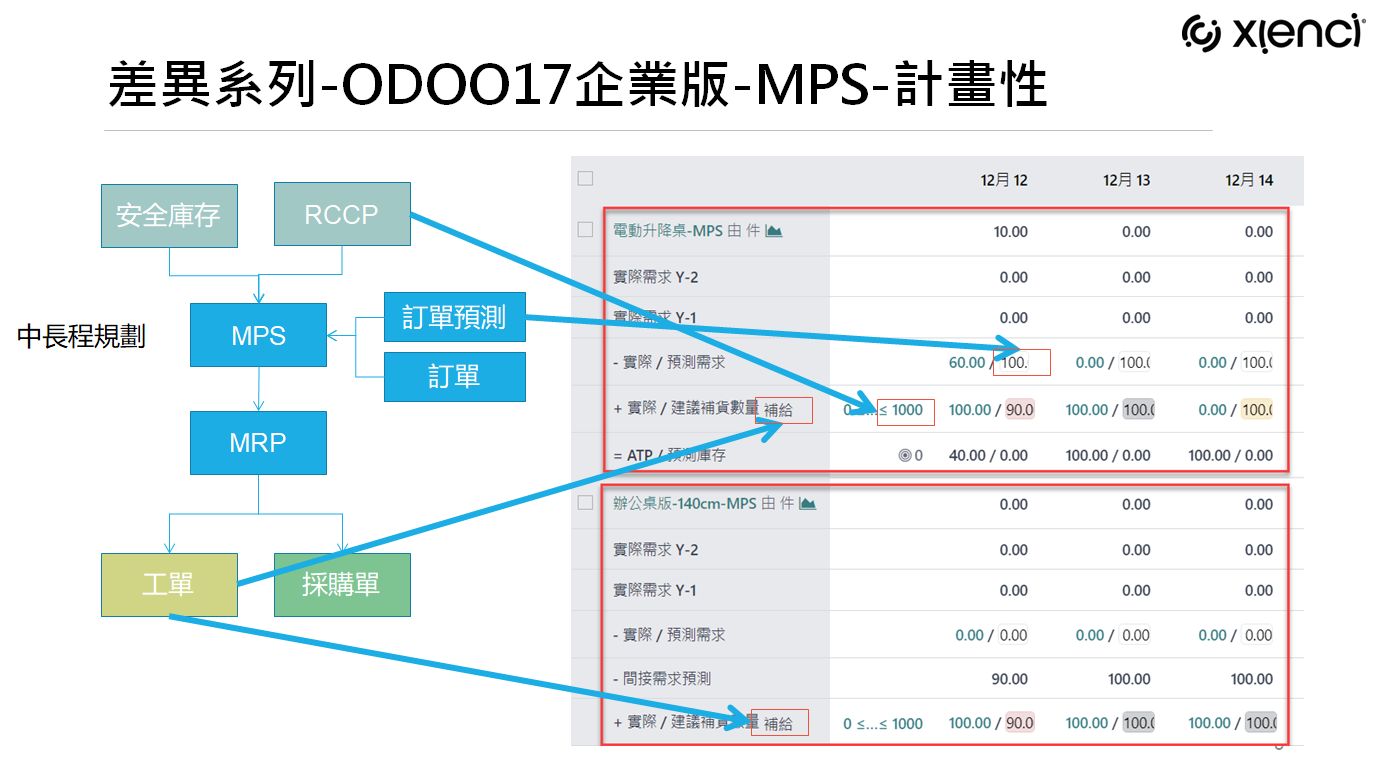 xienci
差異系列-ODOO17企業版-MPS-計畫性
安全庫存
RCCP
中長程規劃
MPS
訂單預測
訂單
MRP
工單
採購單
12月 12 12月 13 12月 14
電動升降桌-MPS 由 件 10.00 0.00 0.00
實際需求 Y-2 0.00 0.00 0.00
實際需求 Y-1 0.00 0.00 0.00
- 實際 / 預測需求 60.00 / 100. 0.00 / 100.0 0.00 / 100.0
+ 實際 / 建議補貨數量 補給 0 ≤...≤ 1000 100.00 / 90.0 100.00 / 100.0 0.00 / 100.0
= ATP / 預測庫存 0 40.00 / 0.00 100.00 / 0.00 100.00 / 0.00
辦公桌版-140cm-MPS 由 件 0.00 0.00 0.00
實際需求 Y-2 0.00 0.00 0.00
實際需求 Y-1 0.00 0.00 0.00
- 實際 / 預測需求 0.00 / 0.00 0.00 / 0.00 0.00 / 0.00
- 間接需求預測 90.00 100.00 100.00
+ 實際 / 建議補貨數量 補給 0 ≤...≤ 1000 100.00 / 90.0 100.00 / 100.0 100.00 / 100.0